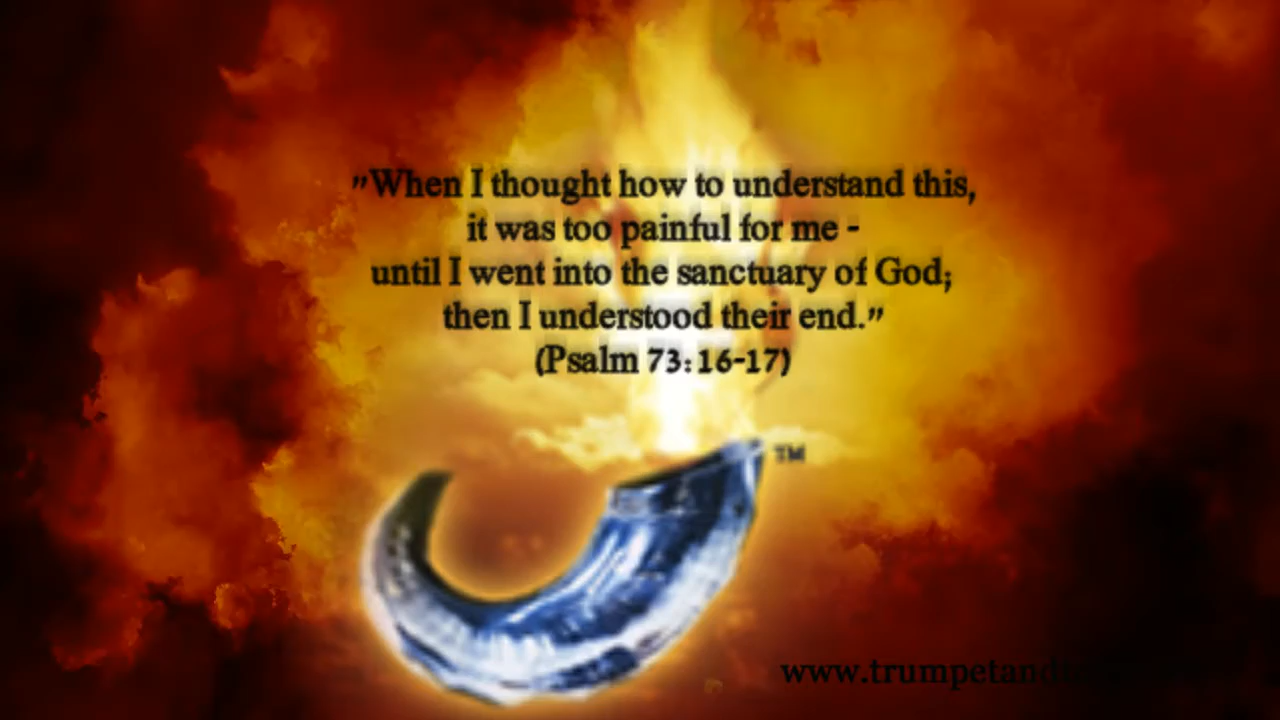 "When I thought how to understand this,
it was too painful for me -
until I went into the sanctuary of God;
then I understood their end."
(Psalm 73:16-17)
TM